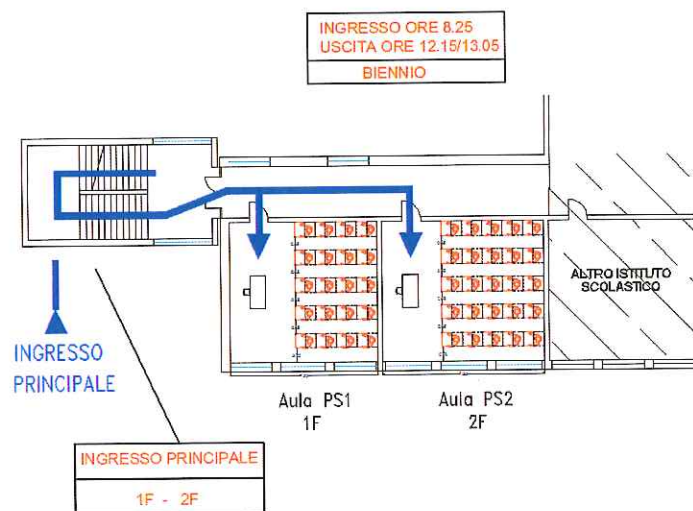 INGRESSO ORE 8.25
USCITA ORE 12.15/13.05
BIENNIO
ALTRO ISTITUTO
SCOLASTICO
INGRESSO
PRINCIPALE
Aula PS1
1F
Aula PS2
2F
INGRESSO PRINCIPALE
1F - 2F